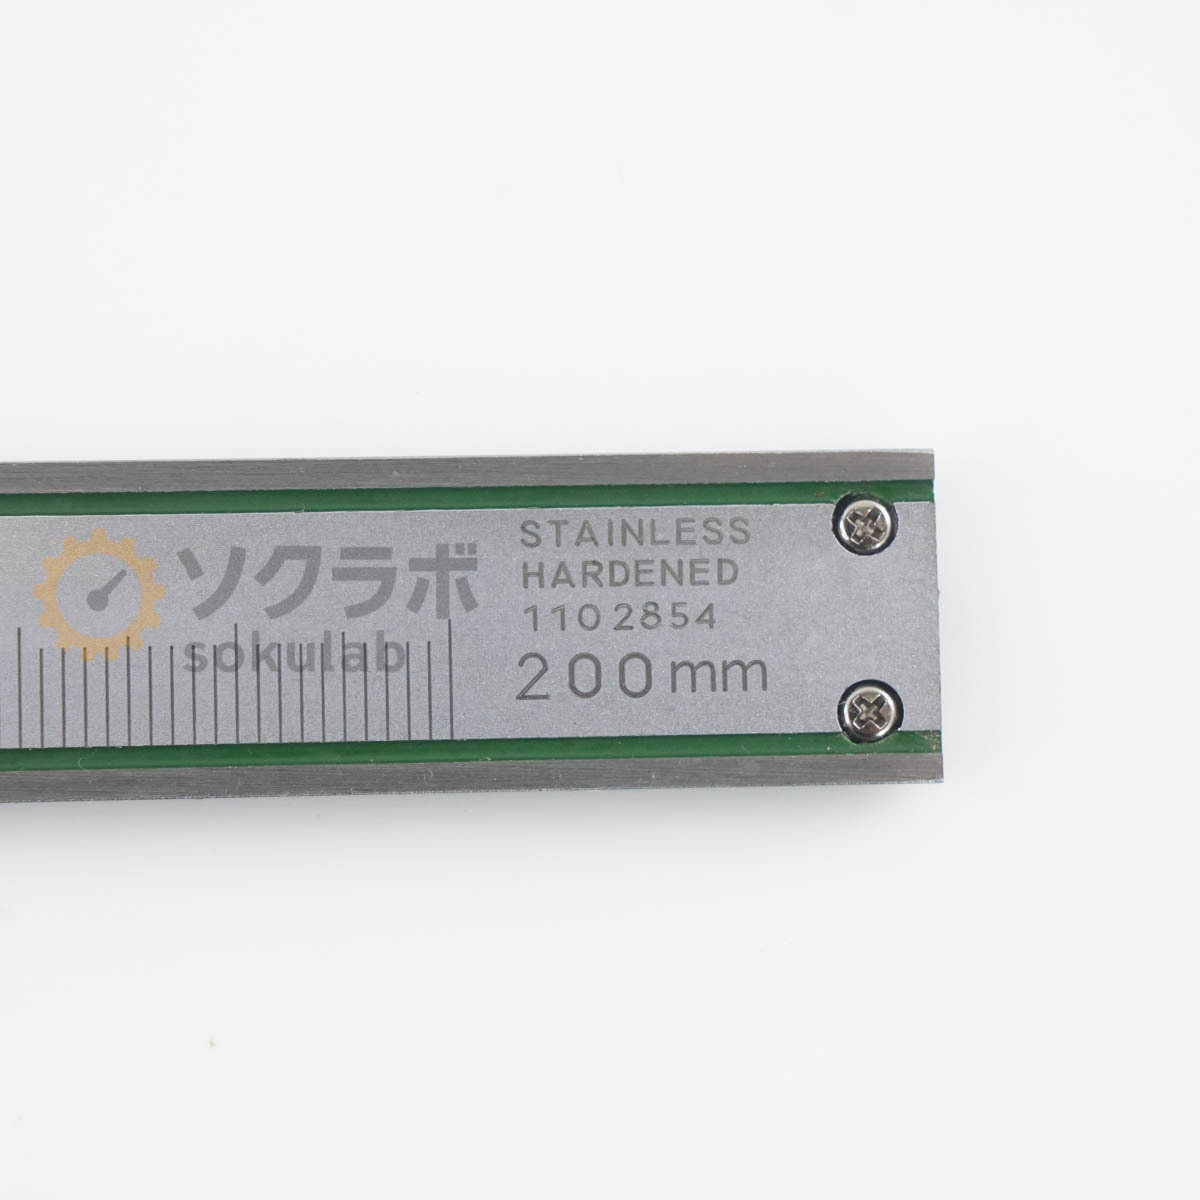 STAINLESS
HARDENED
1102854
200mm
ソクラボ
sokulab